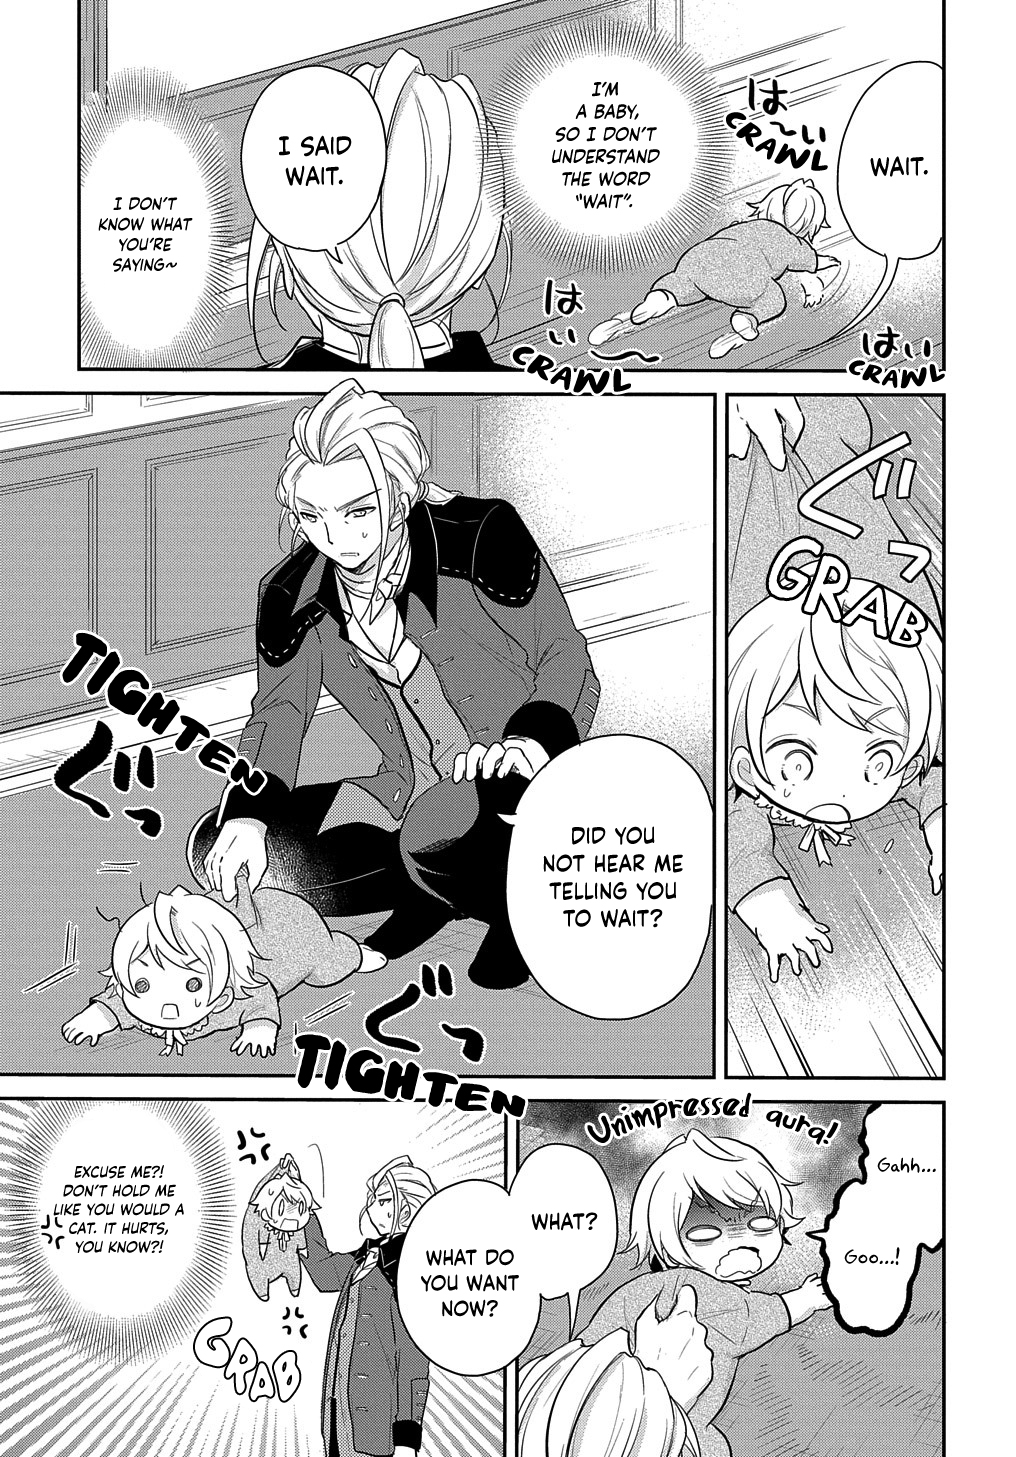 WAIT.
は
～い
CRAWL
I'M
A BABY,
SO I DON'T
UNDERSTAND
THE WORD
"WAIT".
I SAID
WAIT.
I DON'T
KNOW WHAT
YOU'RE
SAYING~
はい
CRAWL
は
い～
CRAWL
ぐっ
GRAB
TIGHTEN
ぐっ
DID YOU
NOT HEAR ME
TELLING YOU
TO WAIT?
ぐっ
TIGHTEN
Unimpressed aura!
Gahh...
Goo...!
WHAT?
WHAT DO
YOU WANT
NOW?
EXCUSE ME?!
DON'T HOLD ME
LIKE YOU WOULD A
CAT. IT HURTS,
YOU KNOW?!
GRAB